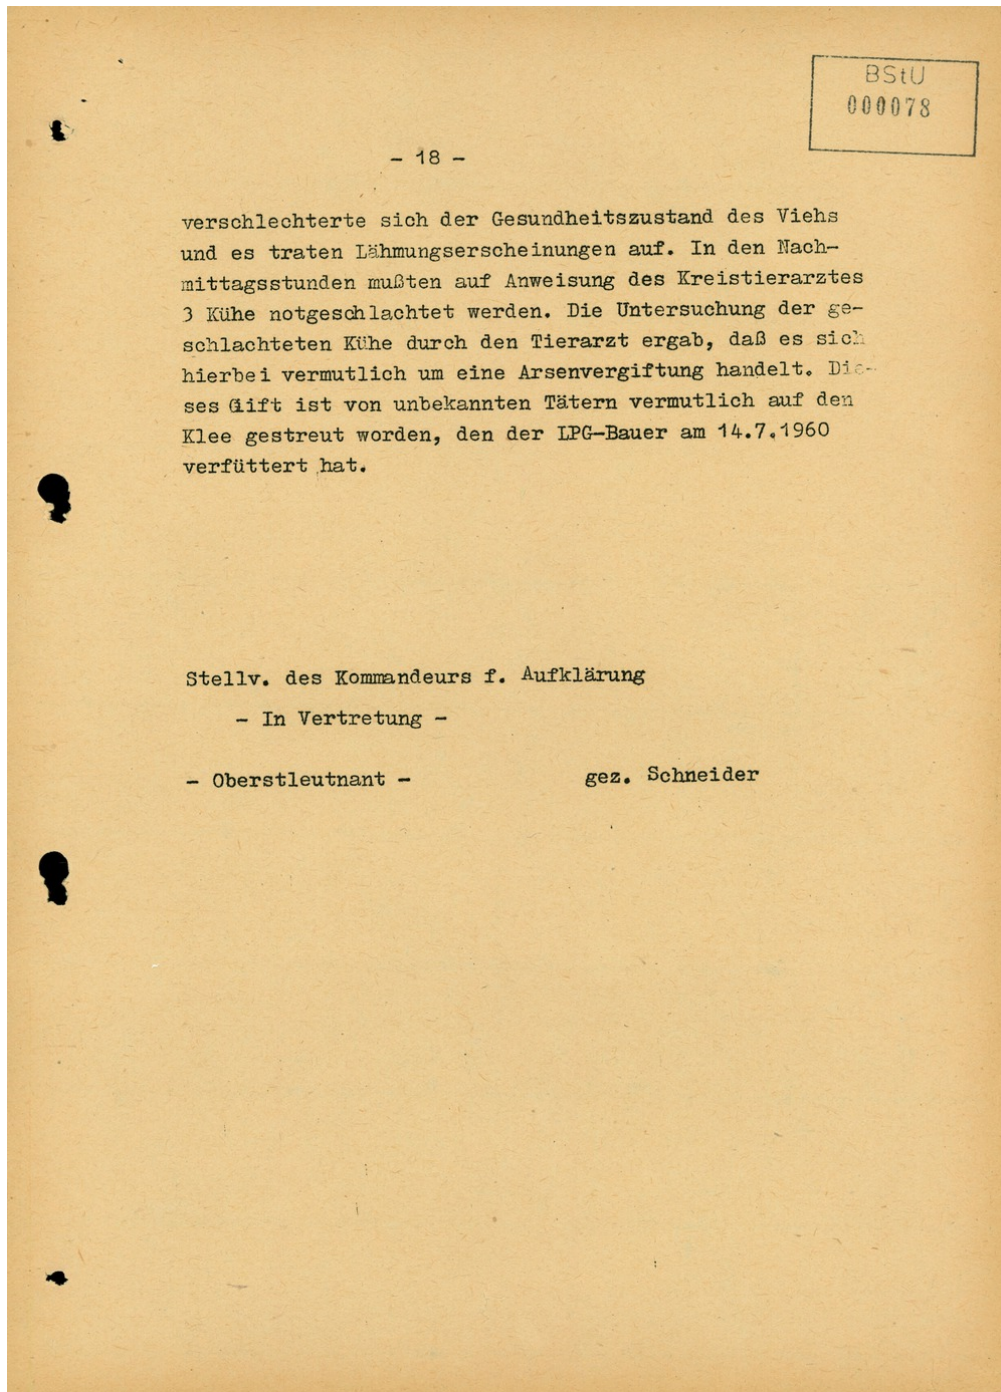 BStU
000078
- 18 -
verschlechterte sich der Gesundheitszustand des Viehs
und es traten Lähmungserscheinungen auf. In den Nach-
mittagsstunden mußten auf Anweisung des Kreistierarztes
3 Kühe notgeschlachtet werden. Die Untersuchung der ge-
schlachteten Kühe durch den Tierarzt ergab, daß es sich
hierbei vermutlich um eine Arsenvergiftung handelt. Die-
ses Gift ist von unbekannten Tätern vermutlich auf den
Klee gestreut worden, den der LPG-Bauer am 14.7.1960
verfüttert hat.
Stellv. des Kommandeurs f. Aufklärung
- In Vertretung -
- Oberstleutnant - gez. Schneider